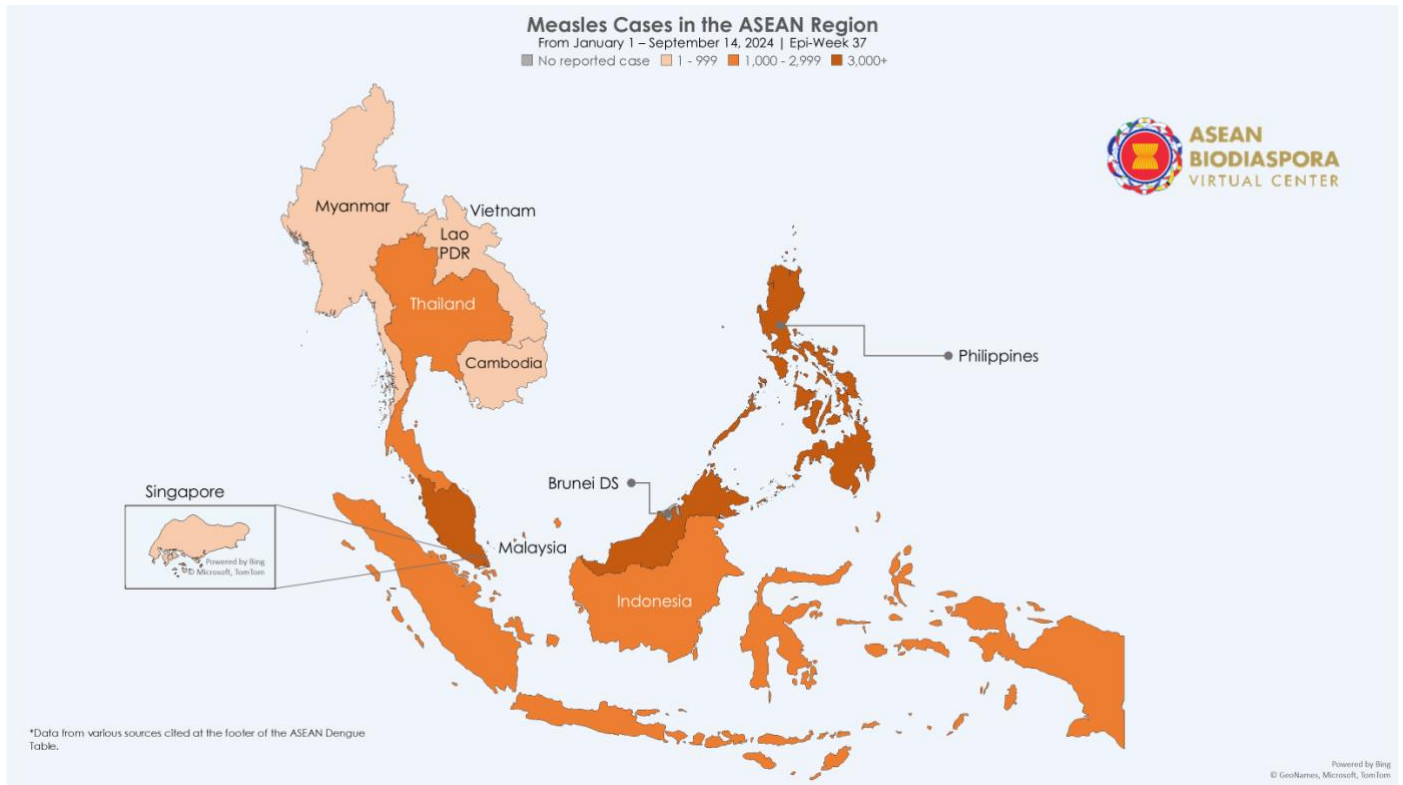 Measles Cases in the ASEAN Region
From January 1 – September 14, 2024 | Epi-Week 37
No reported case 1 - 999 1,000 - 2,999 3,000+
ASEAN
BIODIASPORA
VIRTUAL CENTER
Myanmar
Vietnam
Lao
PDR
Thailand
Cambodia
Philippines
Brunei DS
Singapore
Powered by Bing
© Microsoft, TomTom
Malaysia
Indonesia
*Data from various sources cited at the footer of the ASEAN Dengue
Table.
Powered by Bing
© GeoNames, Microsoft, TomTom